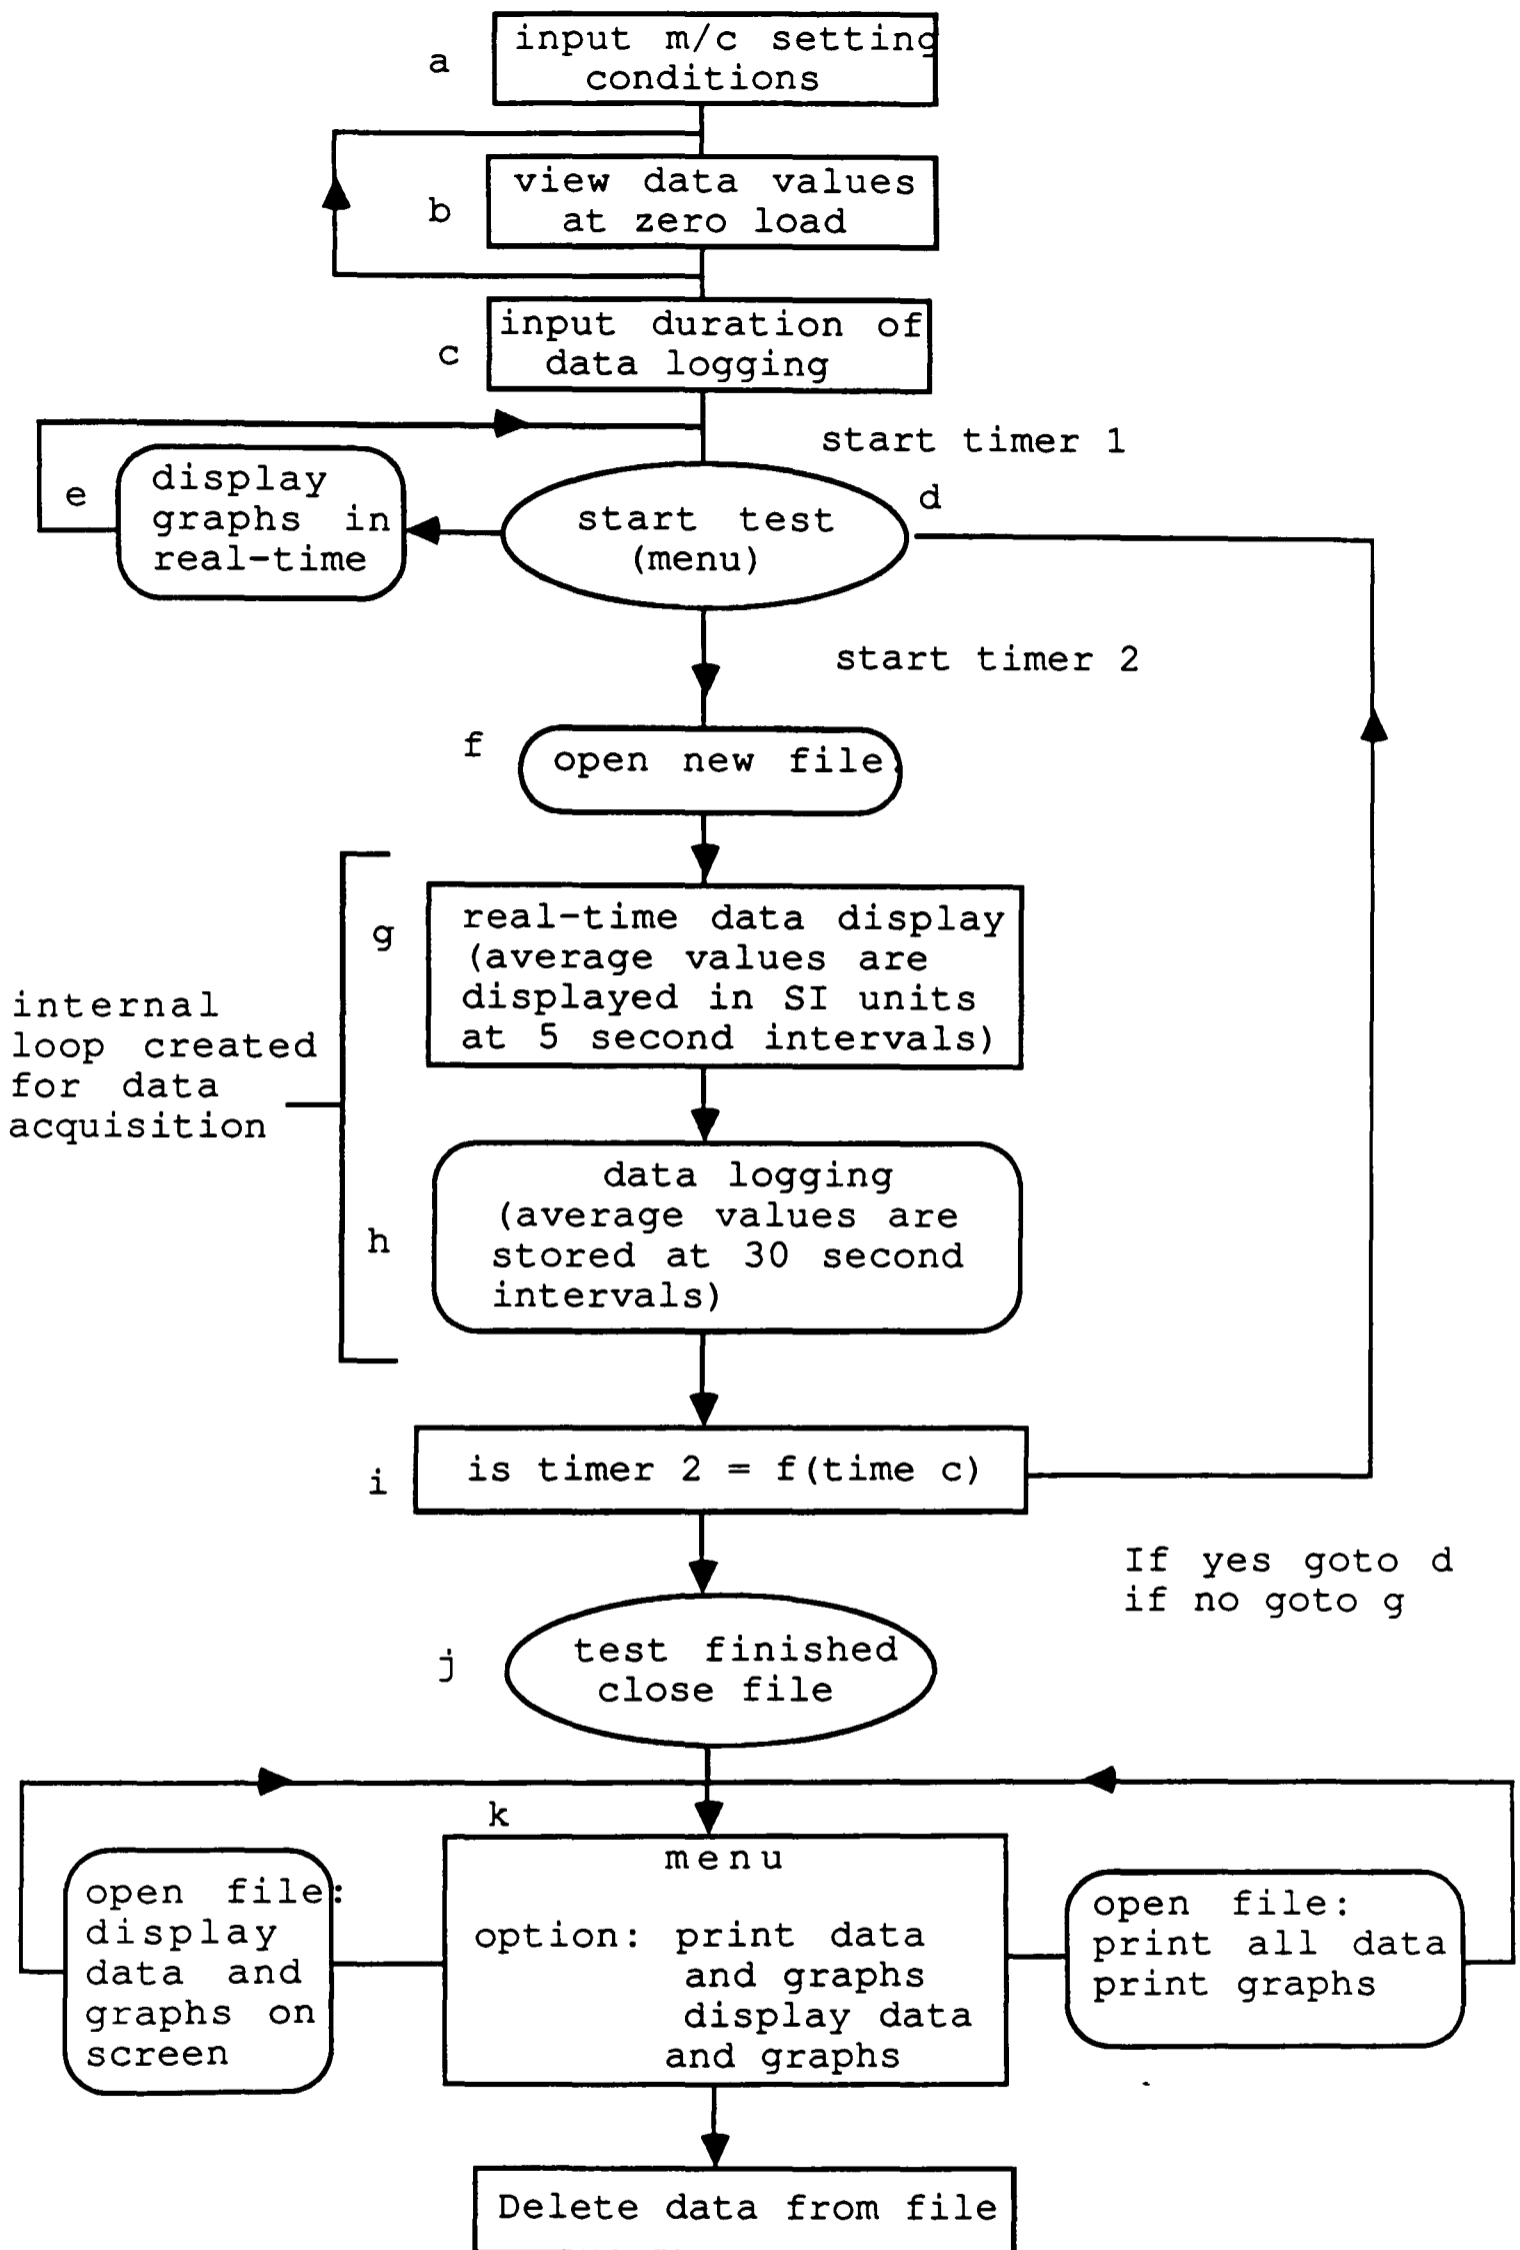 a
input m/c setting
conditions
b
view data values
at zero load
c
input duration of
data logging
start timer 1
e
display
graphs in
real-time
start test
(menu)
d
start timer 2
f
open new file
g
real-time data display
(average values are
displayed in SI units
at 5 second intervals)
internal
loop created
for data
acquisition
h
data logging
(average values are
stored at 30 second
intervals)
i
is timer 2 = f(time c)
If yes goto d
if no goto g
j
test finished
close file
k
menu
option: print data
and graphs
display data
and graphs
open file:
display
data and
graphs on
screen
open file:
print all data
print graphs
Delete data from file